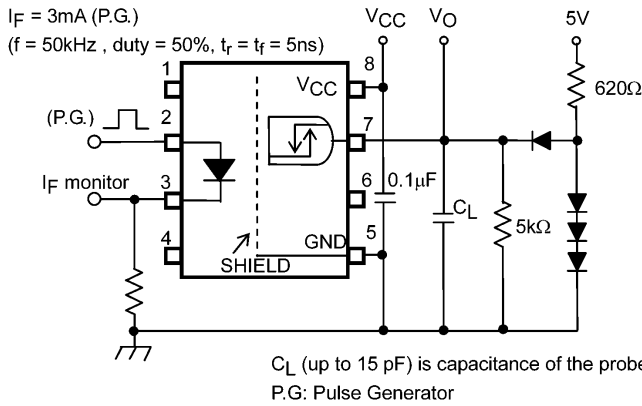 I_F = 3mA (P.G.)
(f = 50kHz , duty = 50%, t_r = t_f = 5ns)
V_CC
V_O
5V
1
8
V_CC
620Ω
(P.G.)
2
7
I_F monitor
3
6
0.1μF
C_L
5kΩ
4
GND
5
SHIELD
C_L (up to 15 pF) is capacitance of the probe
P.G: Pulse Generator